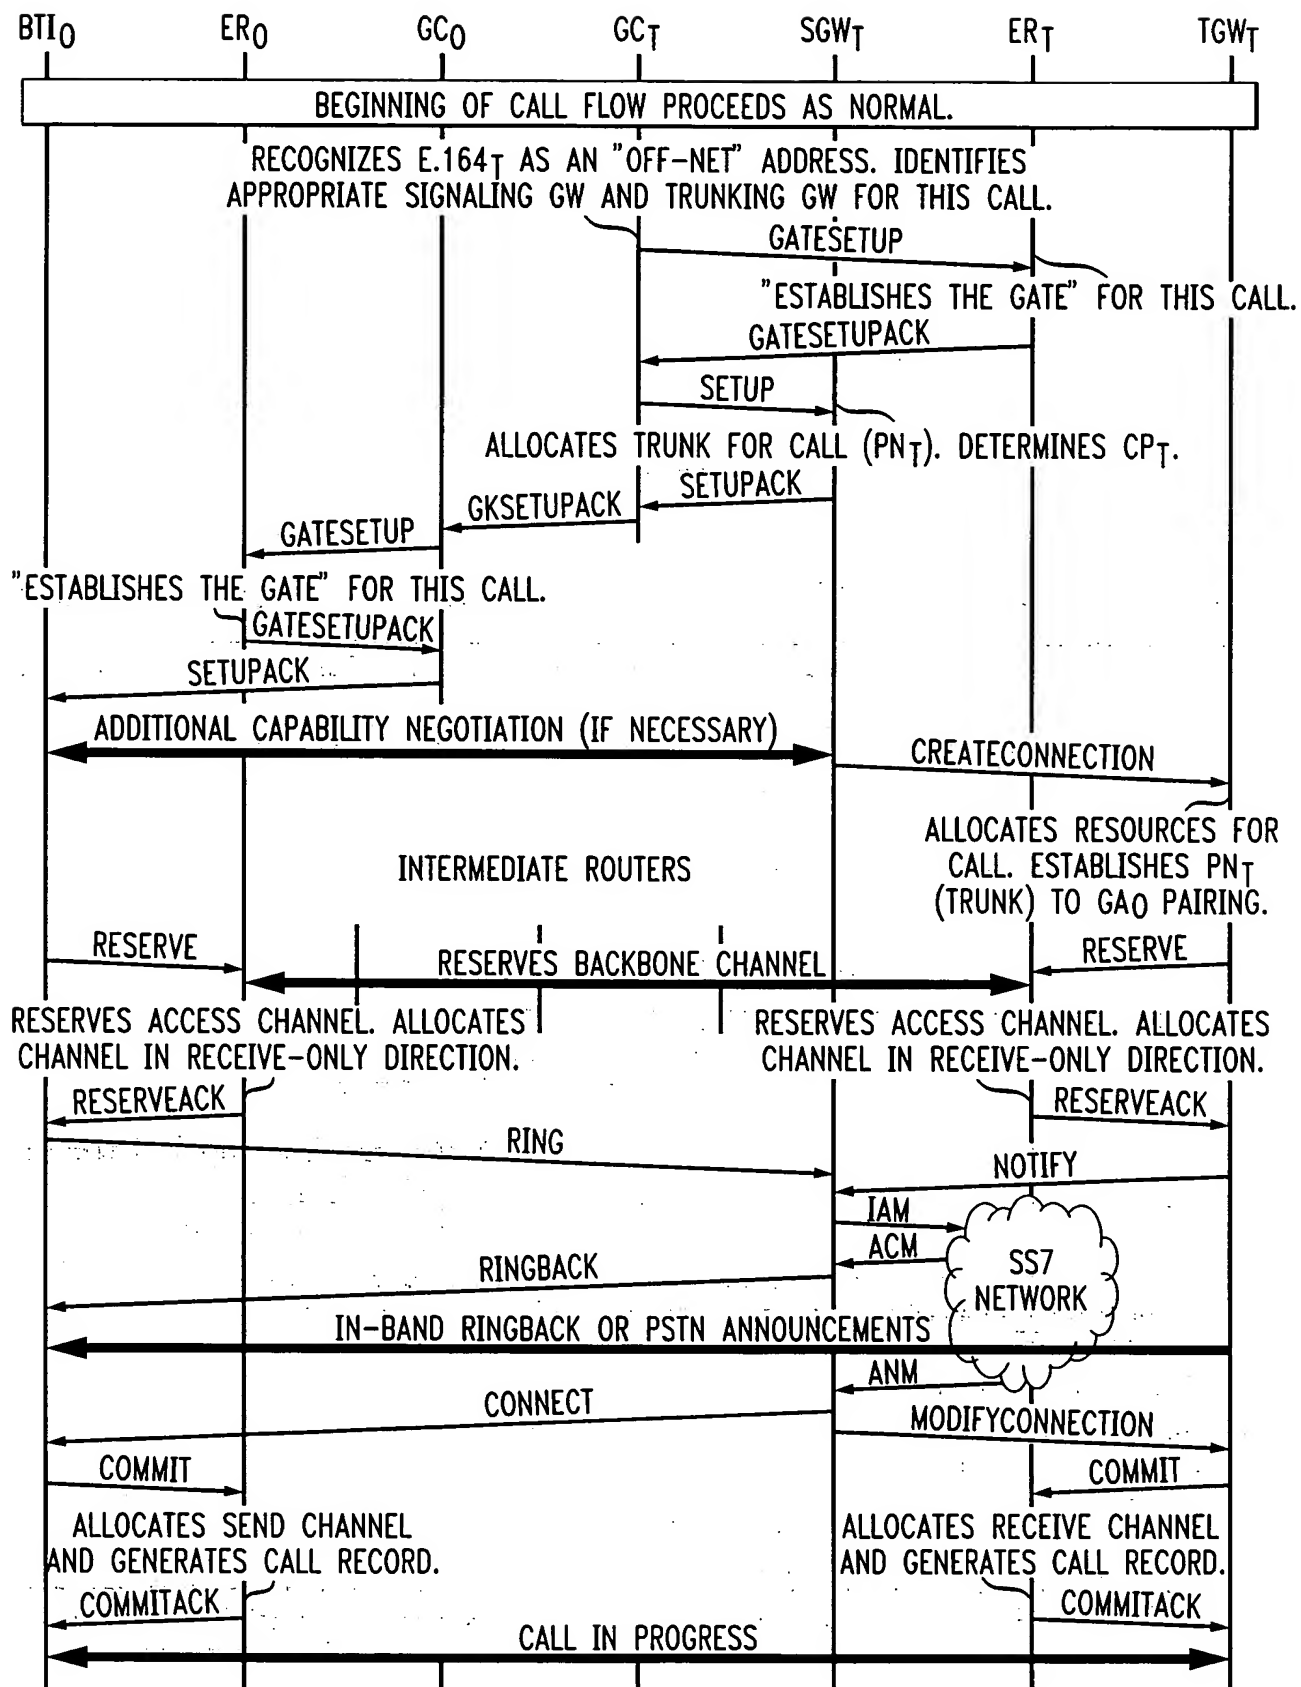 BTIO ERO GCO GCT SGWT ERT TGWT
BEGINNING OF CALL FLOW PROCEEDS AS NORMAL.
RECOGNIZES E.164T AS AN "OFF-NET" ADDRESS. IDENTIFIES
APPROPRIATE SIGNALING GW AND TRUNKING GW FOR THIS CALL.
GATESETUP
"ESTABLISHES THE GATE" FOR THIS CALL.
GATESETUPACK
SETUP
ALLOCATES TRUNK FOR CALL (PNT). DETERMINES CPT.
SETUPACK
GKSETUPACK
GATESETUP
"ESTABLISHES THE GATE" FOR THIS CALL.
GATESETUPACK
SETUPACK
ADDITIONAL CAPABILITY NEGOTIATION (IF NECESSARY)
CREATECONNECTION
ALLOCATES RESOURCES FOR
CALL. ESTABLISHES PNT
(TRUNK) TO GAO PAIRING.
INTERMEDIATE ROUTERS
RESERVE
RESERVES BACKBONE CHANNEL
RESERVE
RESERVES ACCESS CHANNEL. ALLOCATES
CHANNEL IN RECEIVE-ONLY DIRECTION.
RESERVES ACCESS CHANNEL. ALLOCATES
CHANNEL IN RECEIVE-ONLY DIRECTION.
RESERVEACK
RESERVEACK
RING
NOTIFY
IAM
ACM
SS7
NETWORK
RINGBACK
IN-BAND RINGBACK OR PSTN ANNOUNCEMENTS
ANM
CONNECT
MODIFYCONNECTION
COMMIT
COMMIT
ALLOCATES SEND CHANNEL
AND GENERATES CALL RECORD.
ALLOCATES RECEIVE CHANNEL
AND GENERATES CALL RECORD.
COMMITACK
COMMITACK
CALL IN PROGRESS